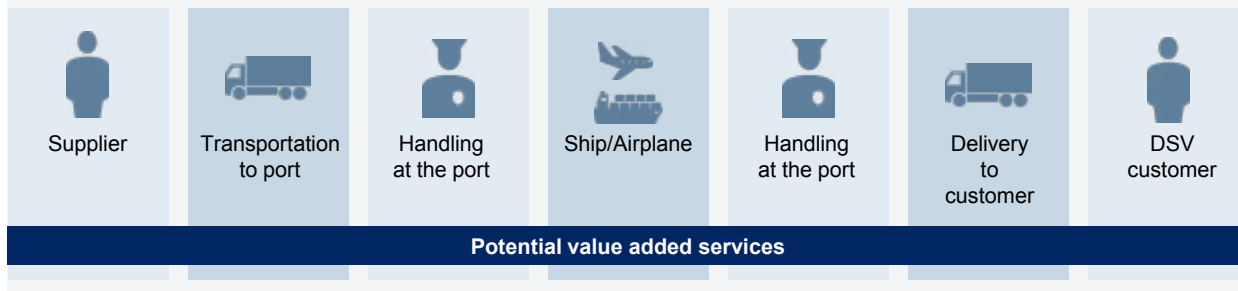 Supplier
Transportation
to port
Handling
at the port
Ship/Airplane
Handling
at the port
Delivery
to
customer
DSV
customer
Potential value added services